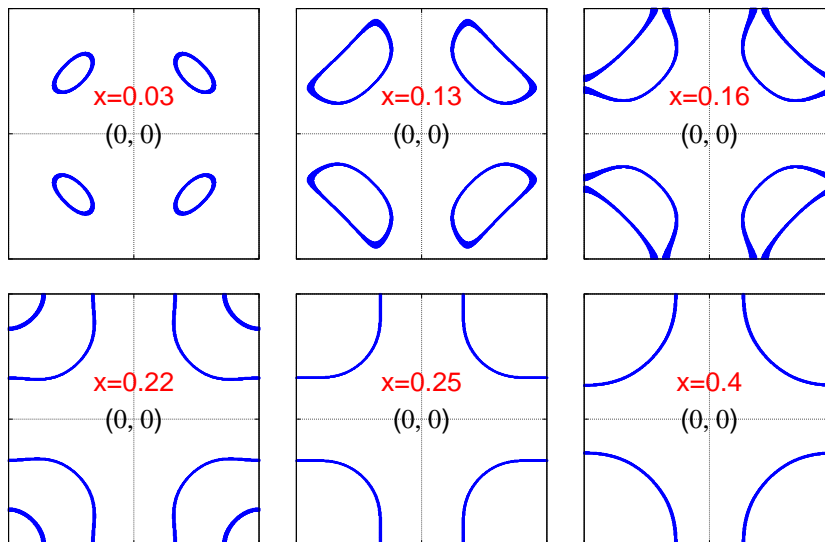 x=0.03
(0, 0)
x=0.13
(0, 0)
x=0.16
(0, 0)
x=0.22
(0, 0)
x=0.25
(0, 0)
x=0.4
(0, 0)